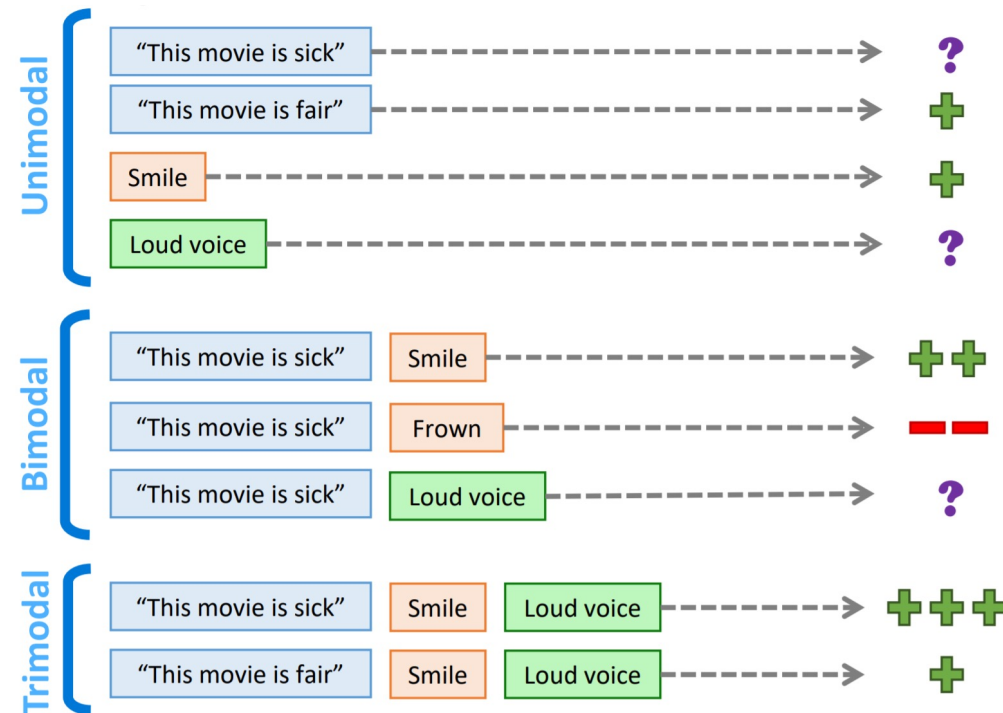 Unimodal
“This movie is sick”
?
“This movie is fair”
Smile
Loud voice
?
Bimodal
“This movie is sick” Smile
“This movie is sick” Frown
“This movie is sick” Loud voice
?
Trimodal
“This movie is sick” Smile Loud voice
“This movie is fair” Smile Loud voice